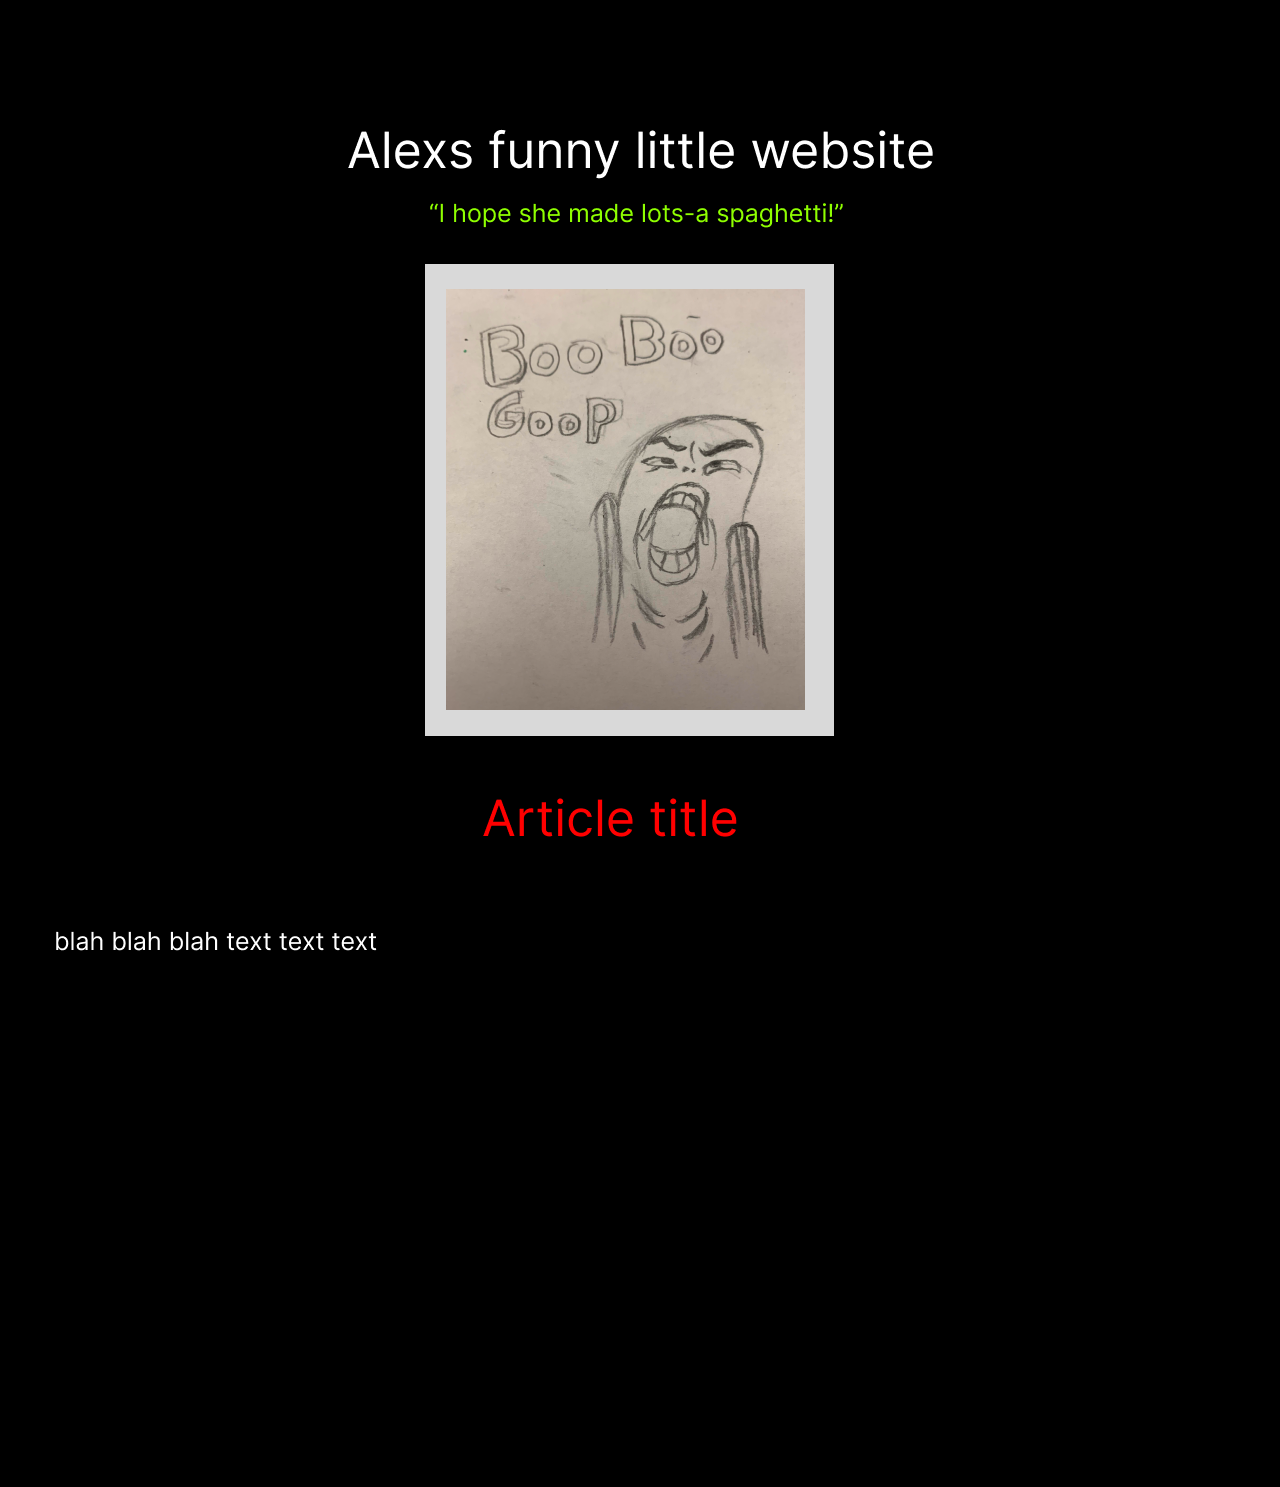 Alexs funny little website
“I hope she made lots-a spaghetti!”
Boo Boo
Goop
Article title
blah blah blah text text text